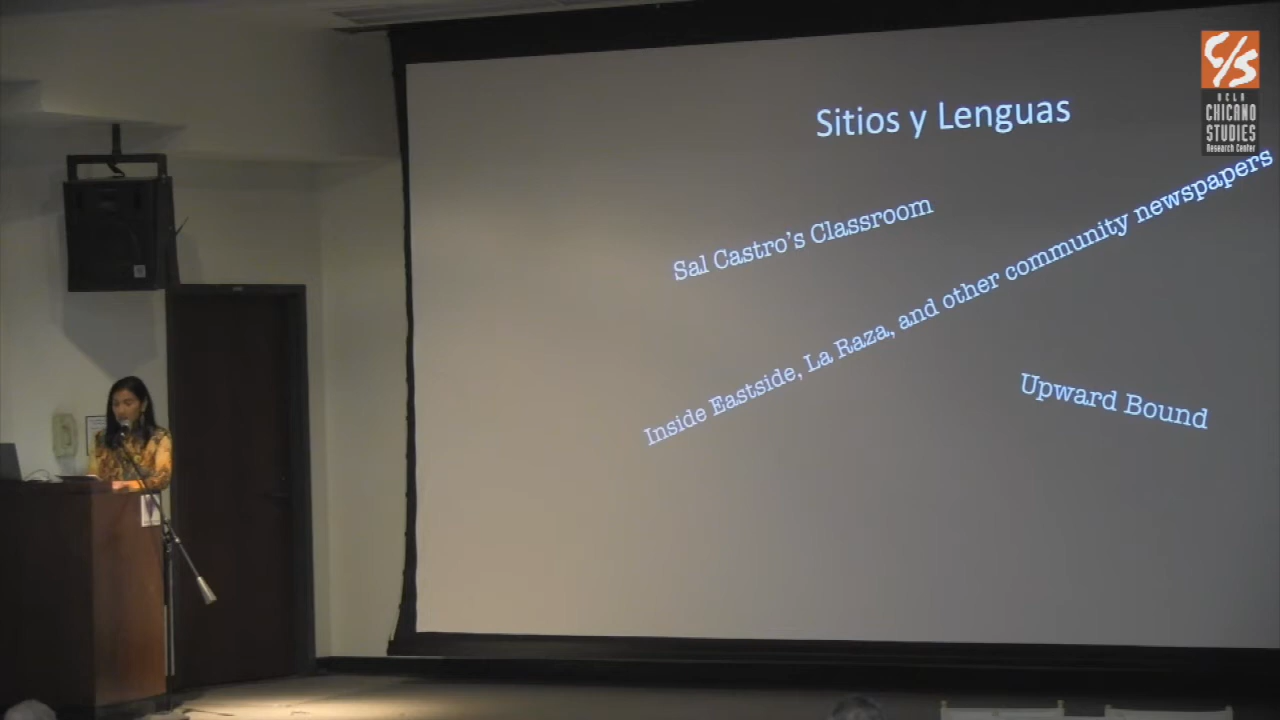 Sitios y Lenguas
UCLA
CHICANO
STUDIES
Research Center
Sal Castro's Classroom
Inside Eastside, La Raza, and other community newspapers
Upward Bound